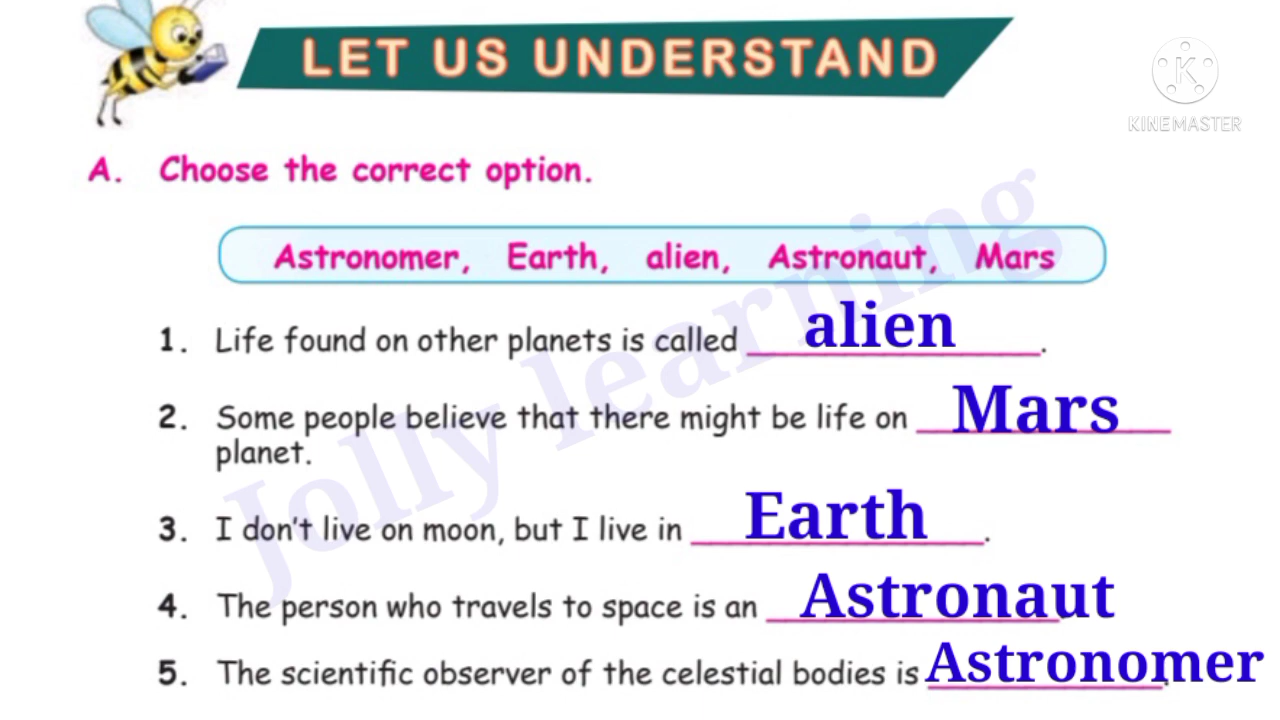 LET US UNDERSTAND
K
KINEMASTER
A. Choose the correct option.
Astronomer, Earth, alien, Astronaut, Mars
1. Life found on other planets is called alien.
2. Some people believe that there might be life on Mars
planet.
3. I don't live on moon, but I live in Earth.
4. The person who travels to space is an Astronaut
5. The scientific observer of the celestial bodies is Astronomer.
Jolly learning